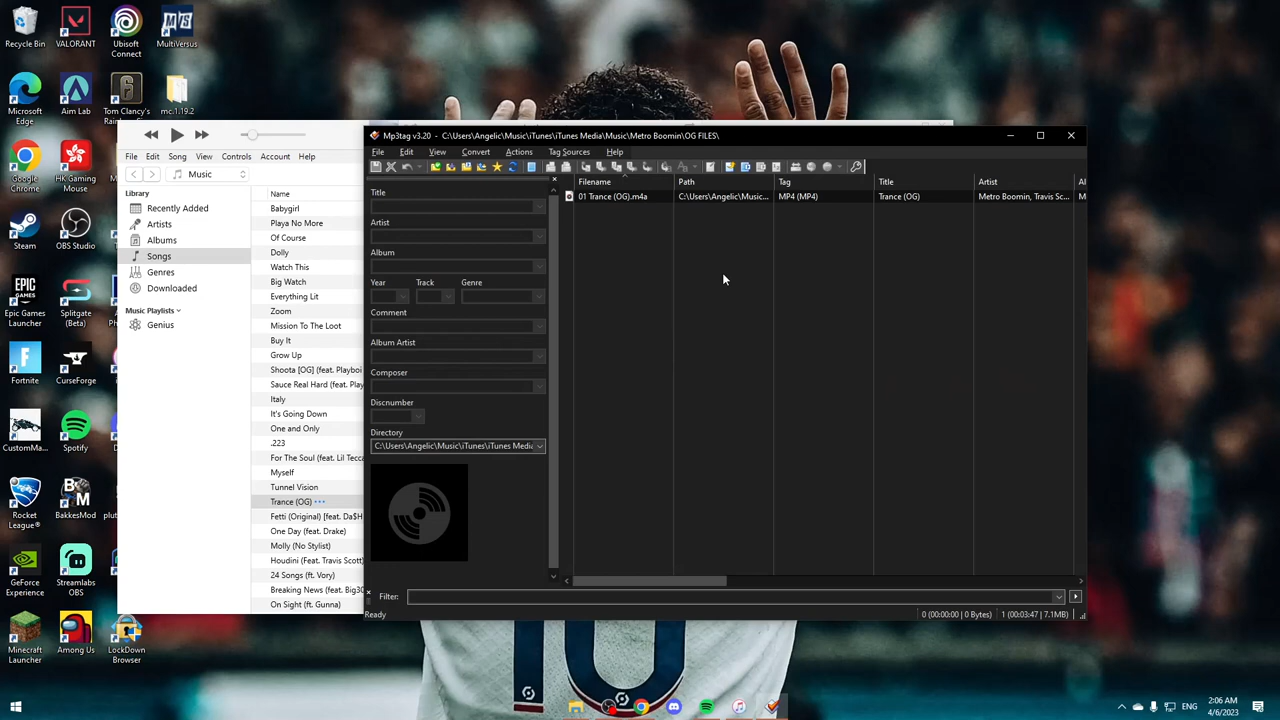 Recycle Bin
VALORANT
Ubisoft
Connect
MultiVersus
Microsoft
Edge
Aim Lab
Tom Clancy's
mc.1.19.2
Google
Chrome
HK Gaming
Mouse
Steam
OBS Studio
Epic Games
Launcher
Splitgate
(Beta)
Fortnite
CurseForge
Spotify
Rocket
League®
BakkesMod
GeForce
Experience
Streamlabs
OBS
Minecraft
Launcher
Among Us
LockDown
Browser
File Edit Song View Controls Account Help
Music
Library
Recently Added
Artists
Albums
Songs
Genres
Downloaded
Music Playlists
Genius
Name
Babygirl
Playa No More
Of Course
Dolly
Watch This
Big Watch
Everything Lit
Zoom
Mission To The Loot
Buy It
Grow Up
Shoota [OG] (feat. Playboi
Sauce Real Hard (feat. Play
Italy
It's Going Down
One and Only
.223
For The Soul (feat. Lil Tecca
Myself
Tunnel Vision
Trance (OG)
Fetti (Original) [feat. Da$H
One Day (feat. Drake)
Molly (No Stylist)
Houdini (Feat. Travis Scott)
24 Songs (ft. Vory)
Breaking News (feat. Big30
On Sight (ft. Gunna)
Mp3tag v3.20 - C:\Users\Angelic\Music\iTunes\iTunes Media\Music\Metro Boomin\OG FILES\
File Edit View Convert Actions Tag Sources Help
Title
Artist
Album
Year Track Genre
Comment
Album Artist
Composer
Discnumber
Directory
C:\Users\Angelic\Music\iTunes\iTunes Media
Filename Path Tag Title Artist Al
01 Trance (OG).m4a C:\Users\Angelic\Music... MP4 (MP4) Trance (OG) Metro Boomin, Travis Sc... M
Filter:
Ready
0 (00:00:00 | 0 Bytes) 1 (00:03:47 | 7.1MB)
2:06 AM
4/6/2023